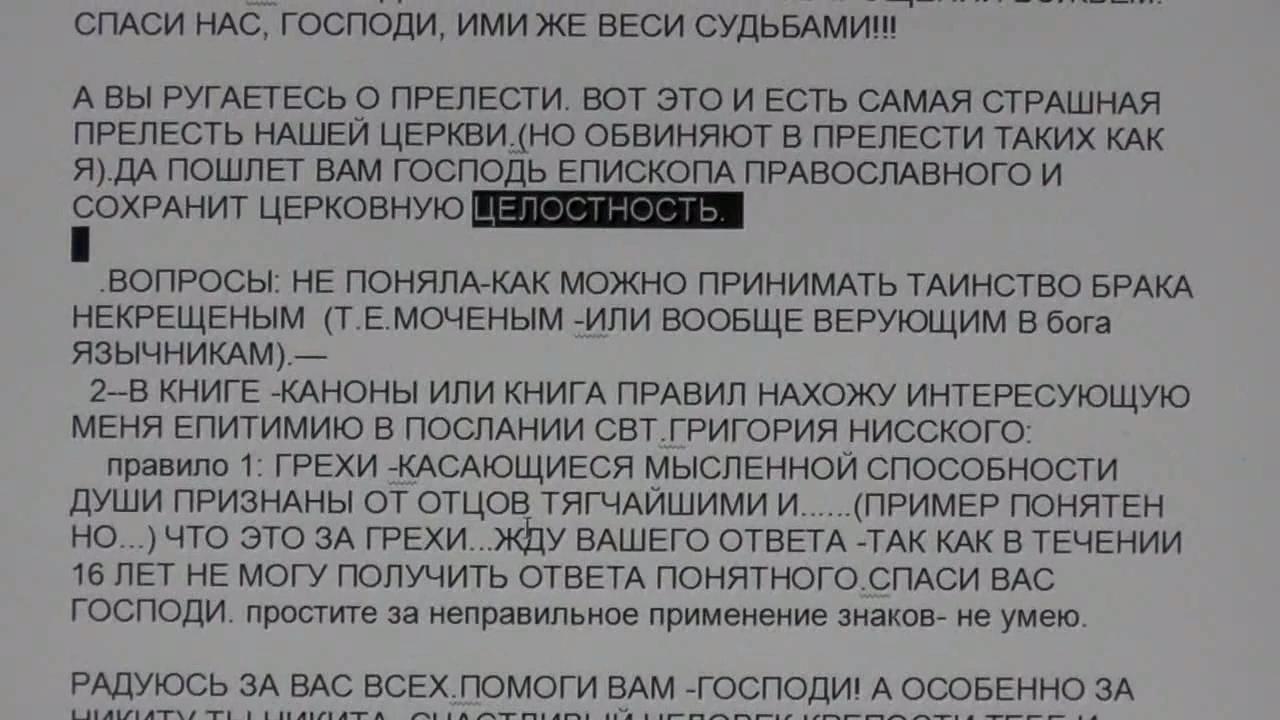 СПАСИ НАС, ГОСПОДИ, ИМИ ЖЕ ВЕСИ СУДЬБАМИ!!!
А ВЫ РУГАЕТЕСЬ О ПРЕЛЕСТИ. ВОТ ЭТО И ЕСТЬ САМАЯ СТРАШНАЯ
ПРЕЛЕСТЬ НАШЕЙ ЦЕРКВИ.(НО ОБВИНЯЮТ В ПРЕЛЕСТИ ТАКИХ КАК
Я).ДА ПОШЛЕТ ВАМ ГОСПОДЬ ЕПИСКОПА ПРАВОСЛАВНОГО И
СОХРАНИТ ЦЕРКОВНУЮ ЦЕЛОСТНОСТЬ.
.ВОПРОСЫ: НЕ ПОНЯЛА-КАК МОЖНО ПРИНИМАТЬ ТАИНСТВО БРАКА
НЕКРЕЩЕНЫМ (Т.Е.МОЧЕНЫМ -ИЛИ ВООБЩЕ ВЕРУЮЩИМ В бога
ЯЗЫЧНИКАМ).—
2--В КНИГЕ -КАНОНЫ ИЛИ КНИГА ПРАВИЛ НАХОЖУ ИНТЕРЕСУЮЩУЮ
МЕНЯ ЕПИТИМИЮ В ПОСЛАНИИ СВТ.ГРИГОРИЯ НИССКОГО:
правило 1: ГРЕХИ -КАСАЮЩИЕСЯ МЫСЛЕННОЙ СПОСОБНОСТИ
ДУШИ ПРИЗНАНЫ ОТ ОТЦОВ ТЯГЧАЙШИМИ И......(ПРИМЕР ПОНЯТЕН
НО...) ЧТО ЭТО ЗА ГРЕХИ...ЖДУ ВАШЕГО ОТВЕТА -ТАК КАК В ТЕЧЕНИИ
16 ЛЕТ НЕ МОГУ ПОЛУЧИТЬ ОТВЕТА ПОНЯТНОГО.СПАСИ ВАС
ГОСПОДИ. простите за неправильное применение знаков- не умею.
РАДУЮСЬ ЗА ВАС ВСЕХ.ПОМОГИ ВАМ -ГОСПОДИ! А ОСОБЕННО ЗА